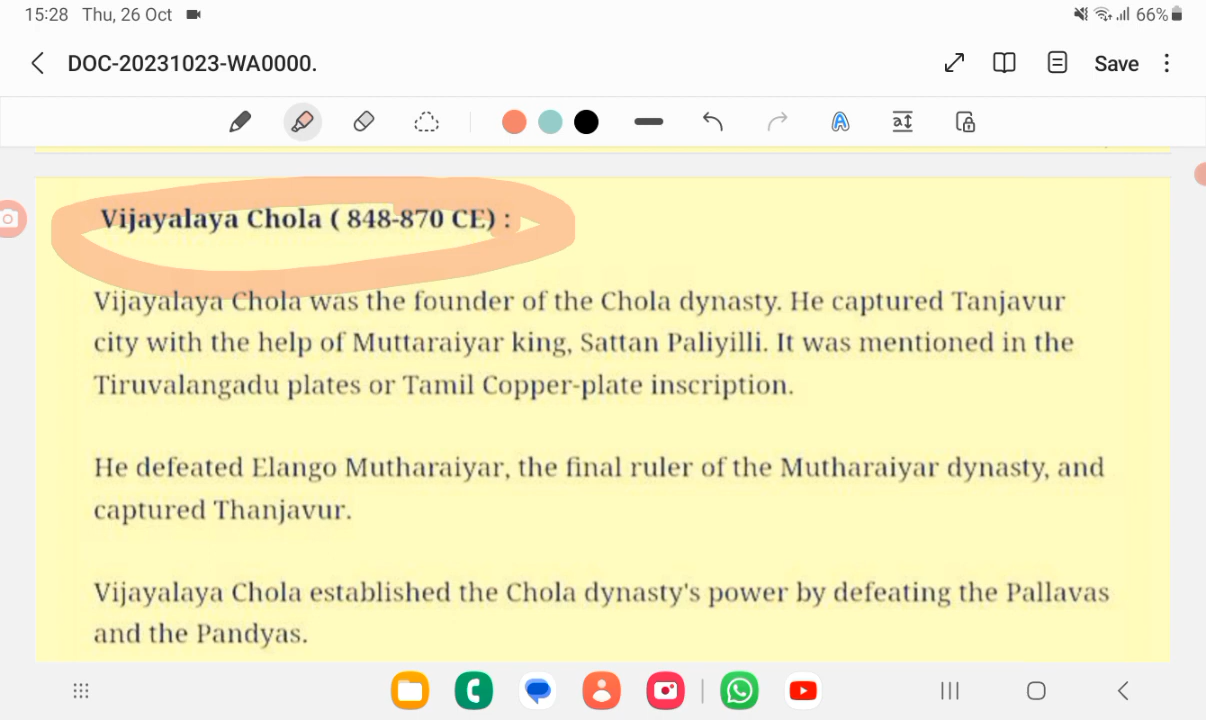 15:28 Thu, 26 Oct
66%
DOC-20231023-WA0000.
Save
Vijayalaya Chola ( 848-870 CE) :
Vijayalaya Chola was the founder of the Chola dynasty. He captured Tanjavur
city with the help of Muttaraiyar king, Sattan Paliyilli. It was mentioned in the
Tiruvalangadu plates or Tamil Copper-plate inscription.
He defeated Elango Mutharaiyar, the final ruler of the Mutharaiyar dynasty, and
captured Thanjavur.
Vijayalaya Chola established the Chola dynasty's power by defeating the Pallavas
and the Pandyas.